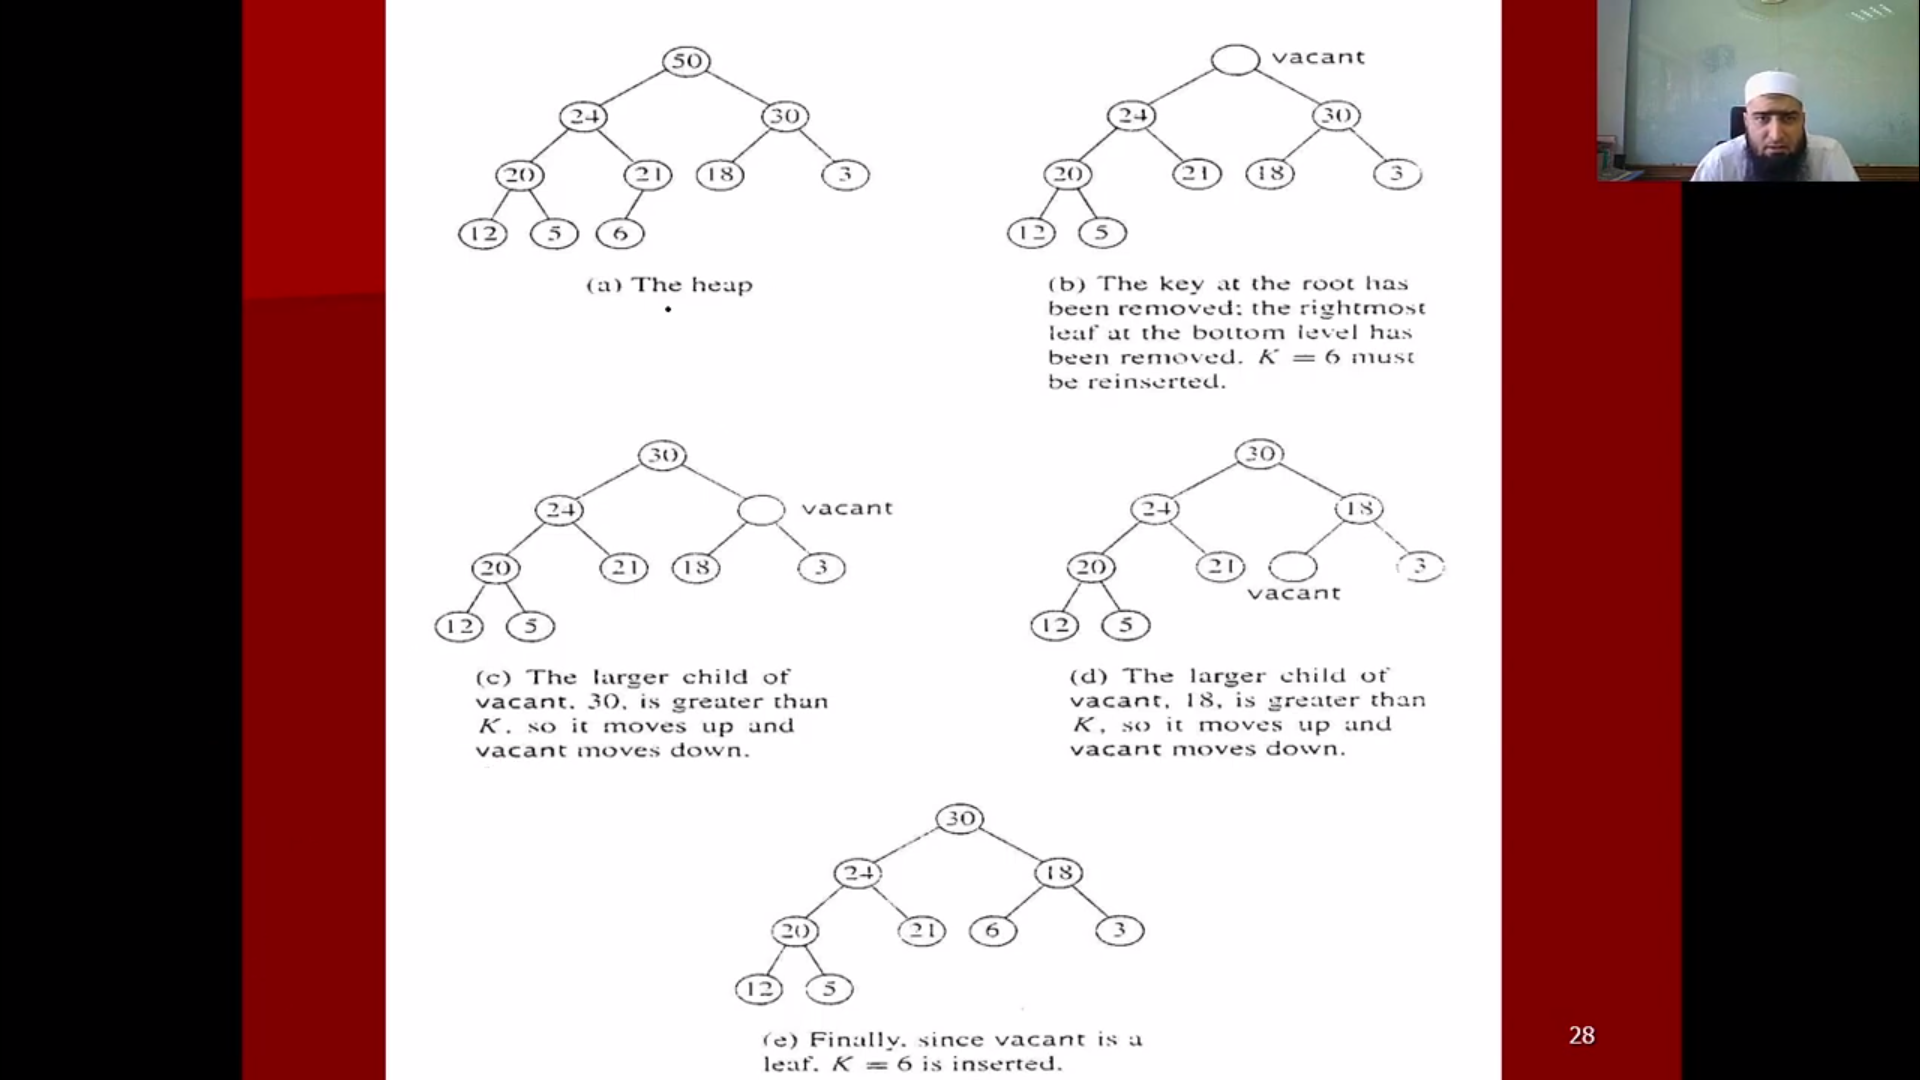 50
24 30
20 21 18 3
12 5 6
(a) The heap
vacant
24 30
20 21 18 3
12 5
(b) The key at the root has
been removed; the rightmost
leaf at the bottom level has
been removed. K = 6 must
be reinserted.
30
24 vacant
20 21 18 3
12 5
(c) The larger child of
vacant, 30, is greater than
K, so it moves up and
vacant moves down.
30
24 18
20 21 3
vacant
12 5
(d) The larger child of
vacant, 18, is greater than
K, so it moves up and
vacant moves down.
30
24 18
20 21 6 3
12 5
(e) Finally, since vacant is a
leaf, K = 6 is inserted.
28